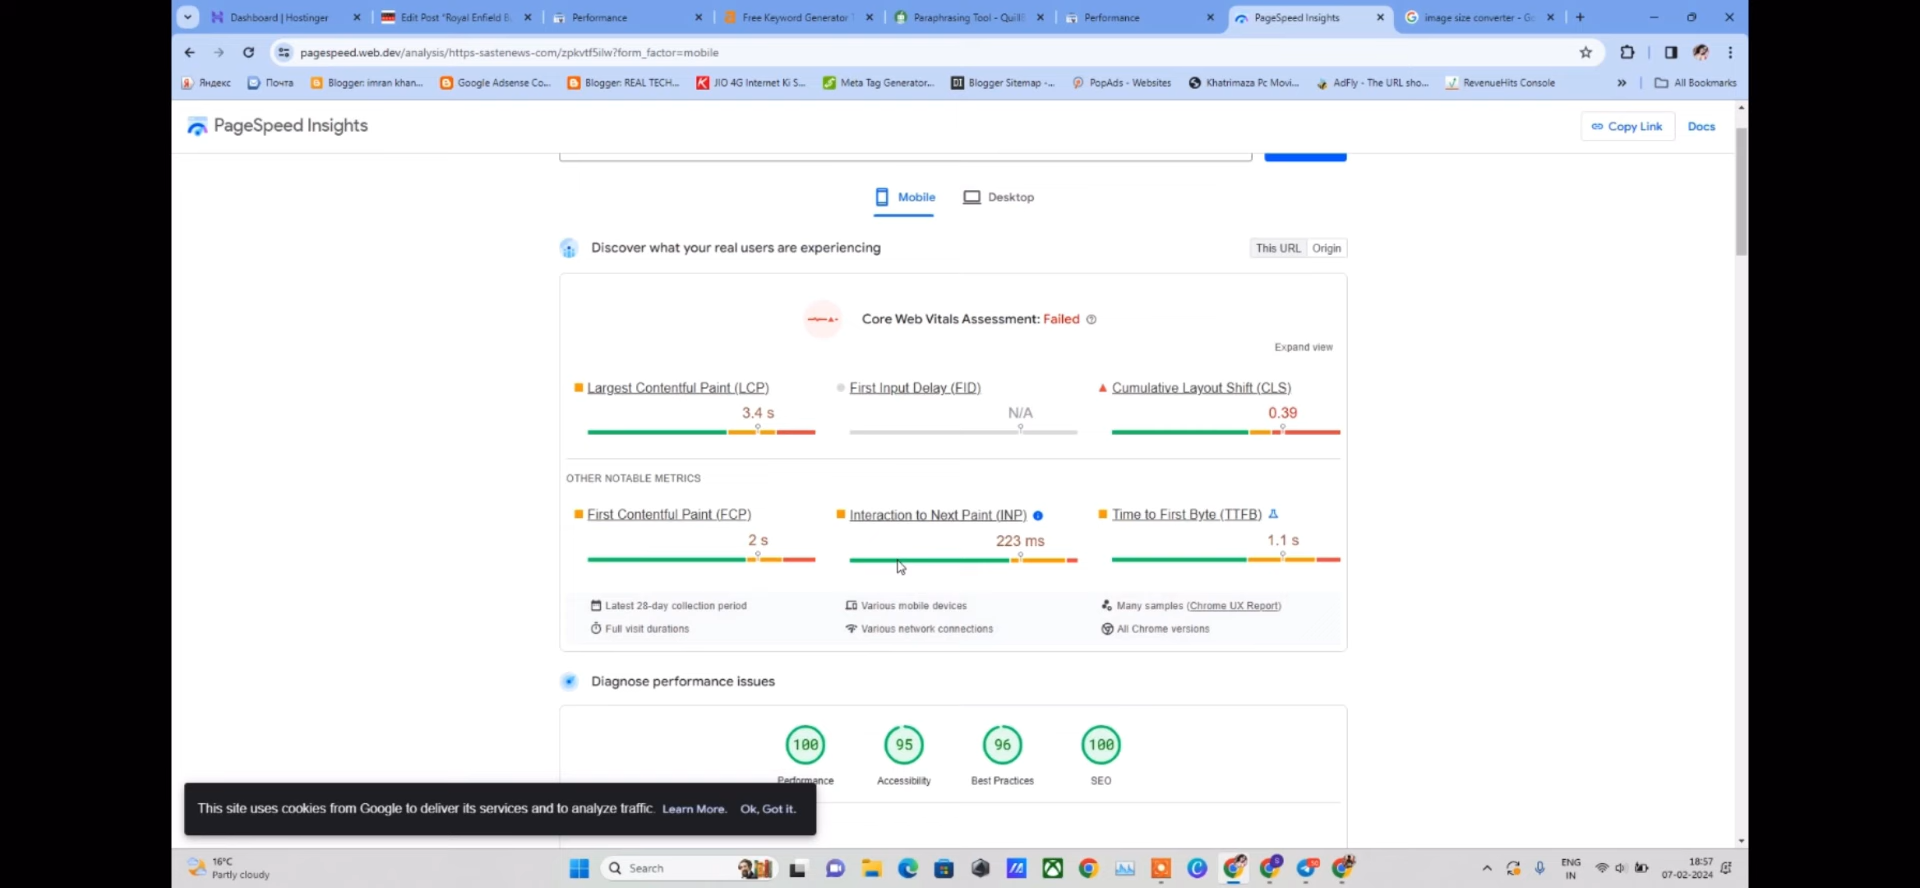 Dashboard | Hostinger
Edit Post "Royal Enfield B
Performance
Free Keyword Generator
Paraphrasing Tool - Quill
Performance
PageSpeed Insights
image size converter - Go
pagespeed.web.dev/analysis/https-sastenews-com/zpkvtf5ilw?form_factor=mobile
Яндекс
Почта
Blogger: imran khan...
Google Adsense Co...
Blogger: REAL TECH...
JIO 4G Internet Ki S...
Meta Tag Generator...
Blogger Sitemap -...
PopAds - Websites
Khatrimaza Pc Movi...
AdFly - The URL sho...
RevenueHits Console
»
All Bookmarks
PageSpeed Insights
Copy Link
Docs
Mobile
Desktop
Discover what your real users are experiencing
This URL
Origin
Core Web Vitals Assessment: Failed
Expand view
Largest Contentful Paint (LCP)
3.4 s
First Input Delay (FID)
N/A
Cumulative Layout Shift (CLS)
0.39
OTHER NOTABLE METRICS
First Contentful Paint (FCP)
2 s
Interaction to Next Paint (INP)
223 ms
Time to First Byte (TTFB)
1.1 s
Latest 28-day collection period
Various mobile devices
Many samples (Chrome UX Report)
Full visit durations
Various network connections
All Chrome versions
Diagnose performance issues
100
95
96
100
Performance
Accessibility
Best Practices
SEO
This site uses cookies from Google to deliver its services and to analyze traffic. Learn More. Ok, Got it.
16°C
Partly cloudy
Search
ENG
IN
18:57
07-02-2024